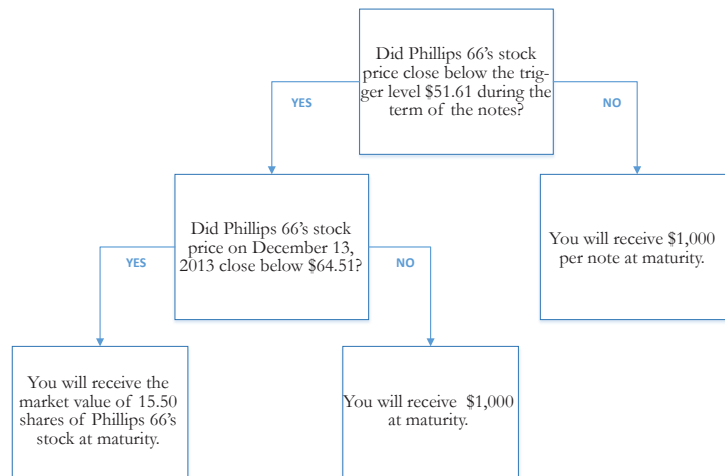 Did Phillips 66’s stock
price close below the trig-
ger level $51.61 during the
term of the notes?
YES
NO
Did Phillips 66’s stock
price on December 13,
2013 close below $64.51?
You will receive $1,000
per note at maturity.
YES
NO
You will receive the
market value of 15.50
shares of Phillips 66’s
stock at maturity.
You will receive $1,000
at maturity.